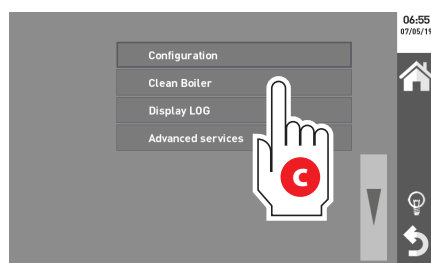 06:55
07/05/19
Configuration
Clean Boiler
Display LOG
Advanced services
C